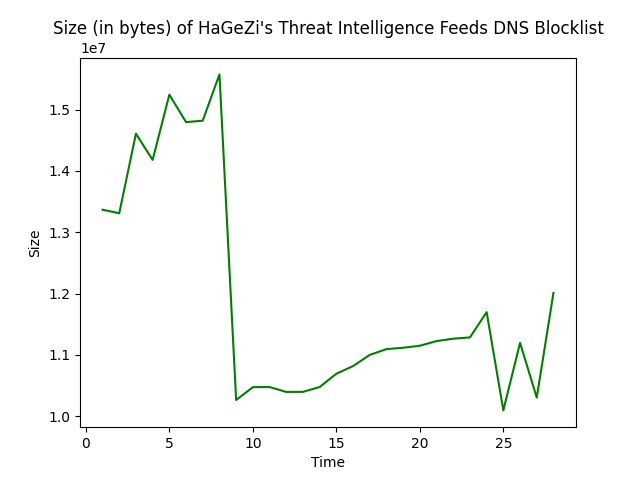 Size (in bytes) of HaGeZi's Threat Intelligence Feeds DNS Blocklist
1e7
1.5
1.4
1.3
1.2
1.1
1.0
Size
0 5 10 15 20 25
Time